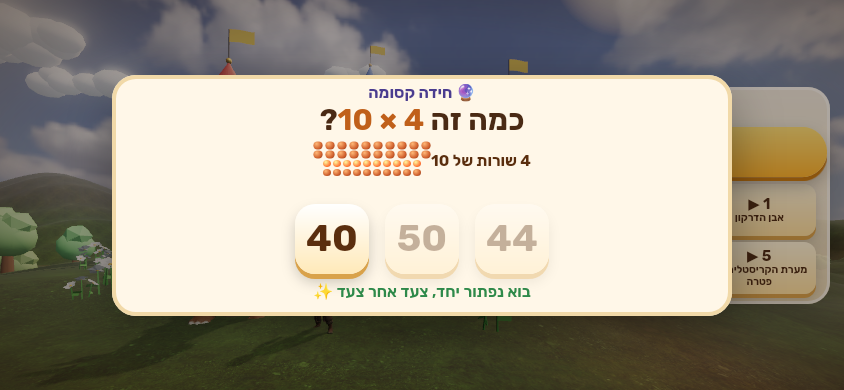 🔮 חידה קסומה
כמה זה 4 × 10?
4 שורות של 10
44 50 40
בוא נפתור יחד, צעד אחר צעד ✨
1 ▶
אבן הדרקון
5 ▶
מערת הקריסטלי
פטרה